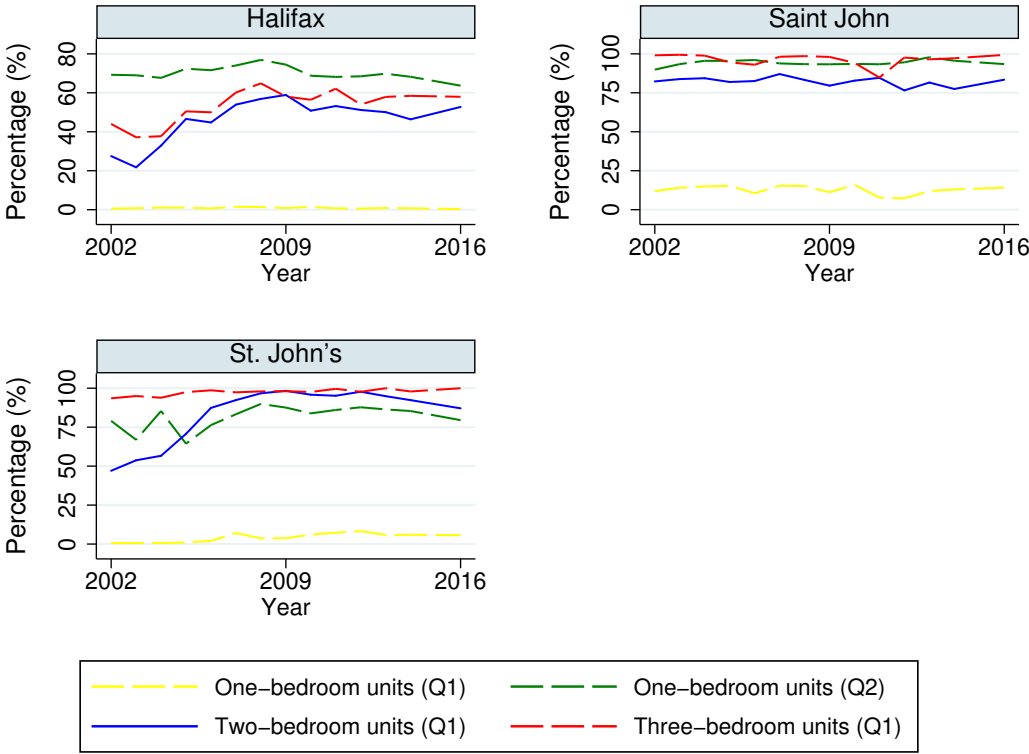 Halifax
Percentage (%)
80
60
40
20
0
2002
2009
2016
Year
Saint John
Percentage (%)
100
75
50
25
0
2002
2009
2016
Year
St. John's
Percentage (%)
100
75
50
25
0
2002
2009
2016
Year
One−bedroom units (Q1)
One−bedroom units (Q2)
Two−bedroom units (Q1)
Three−bedroom units (Q1)